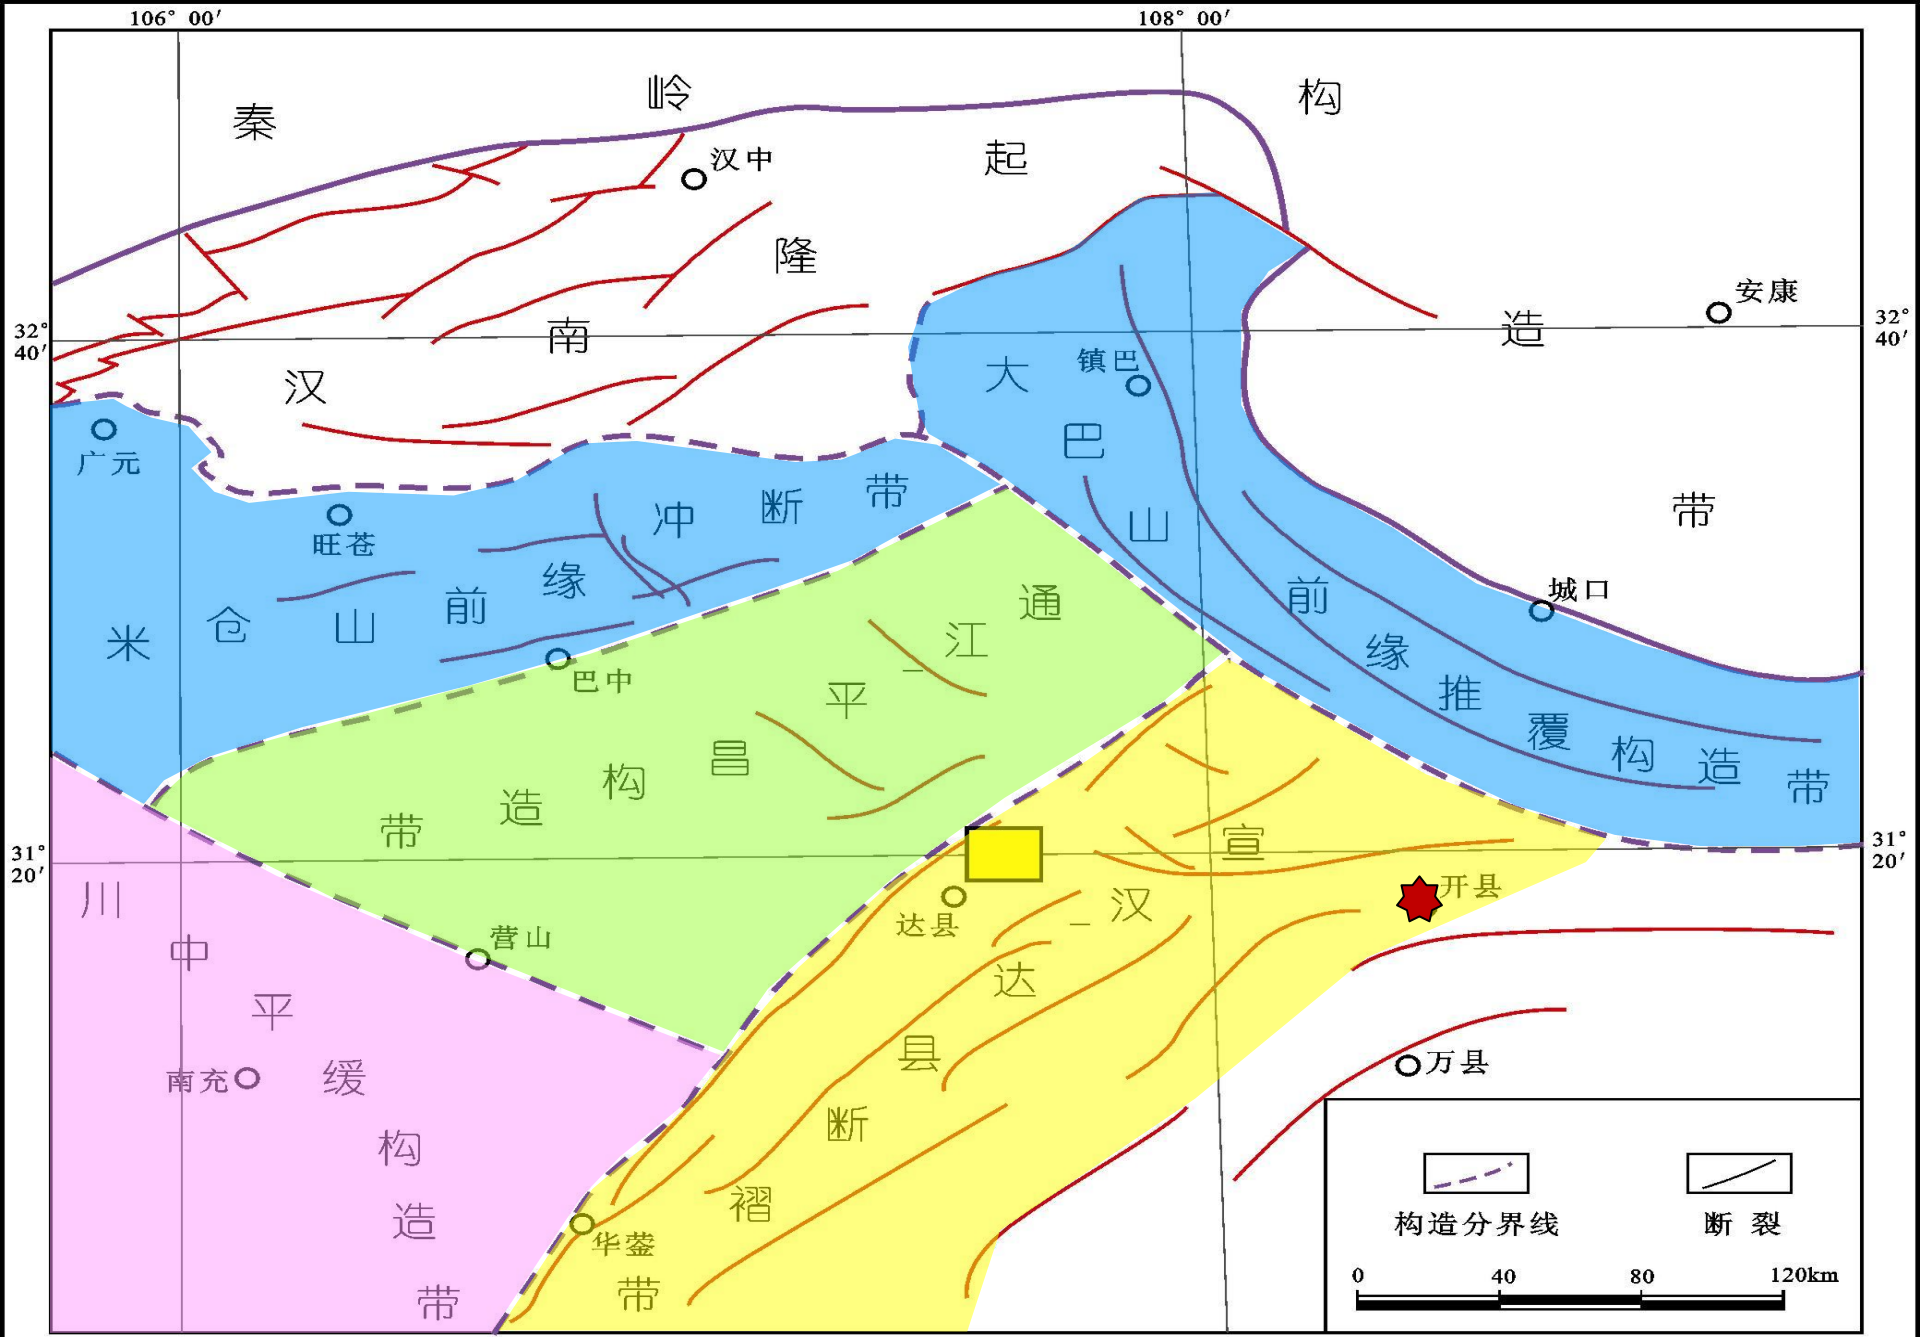 106° 00′
108° 00′
秦岭构造带
汉南隆起
汉中
安康
32° 40′
32° 40′
大巴山前缘推覆构造带
镇巴
广元
旺苍
米仓山前缘冲断带
城口
巴中
通江-平昌构造带
31° 20′
31° 20′
宣汉-达县断褶带
开县
达县
川中平缓构造带
营山
南充
万县
华蓥
构造分界线
断裂
0 40 80 120km